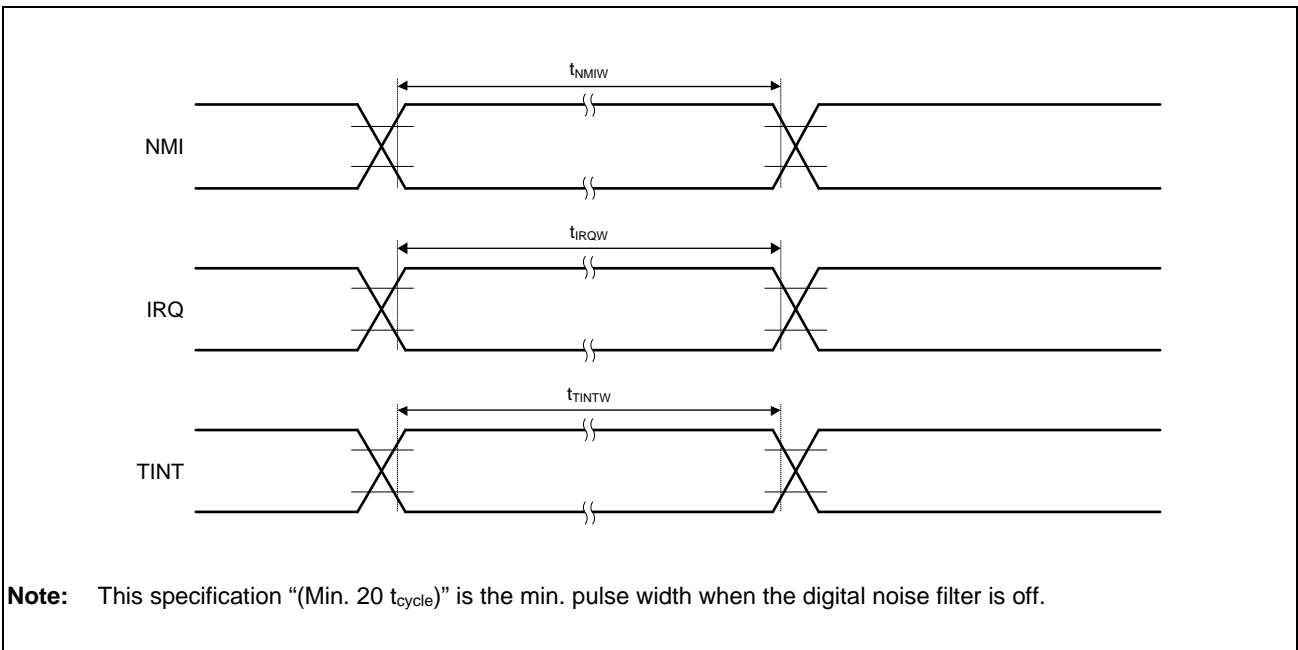 tNMIW
NMI
tIRQW
IRQ
tTINTW
TINT
Note: This specification “(Min. 20 tcycle)” is the min. pulse width when the digital noise filter is off.